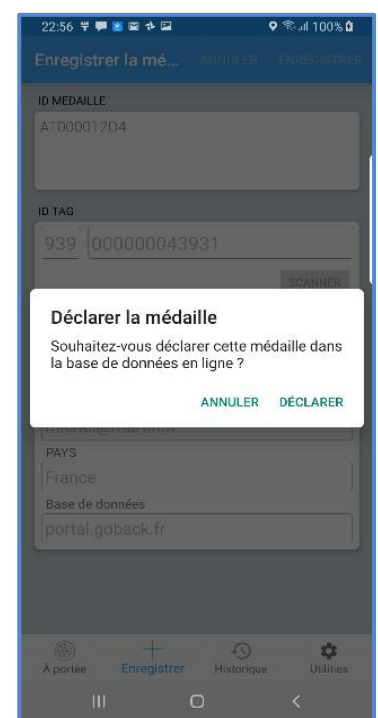 22:56 100%
Enregistrer la mé... ANNULER ENREGISTRER
ID MEDAILLE
AT000012D4
ID TAG
939 000000043931
SCANNER
Déclarer la médaille
Souhaitez-vous déclarer cette médaille dans
la base de données en ligne ?
ANNULER DÉCLARER
PAYS
France
Base de données
portal.goback.fr
À portée Enregistrer Historique Utilities